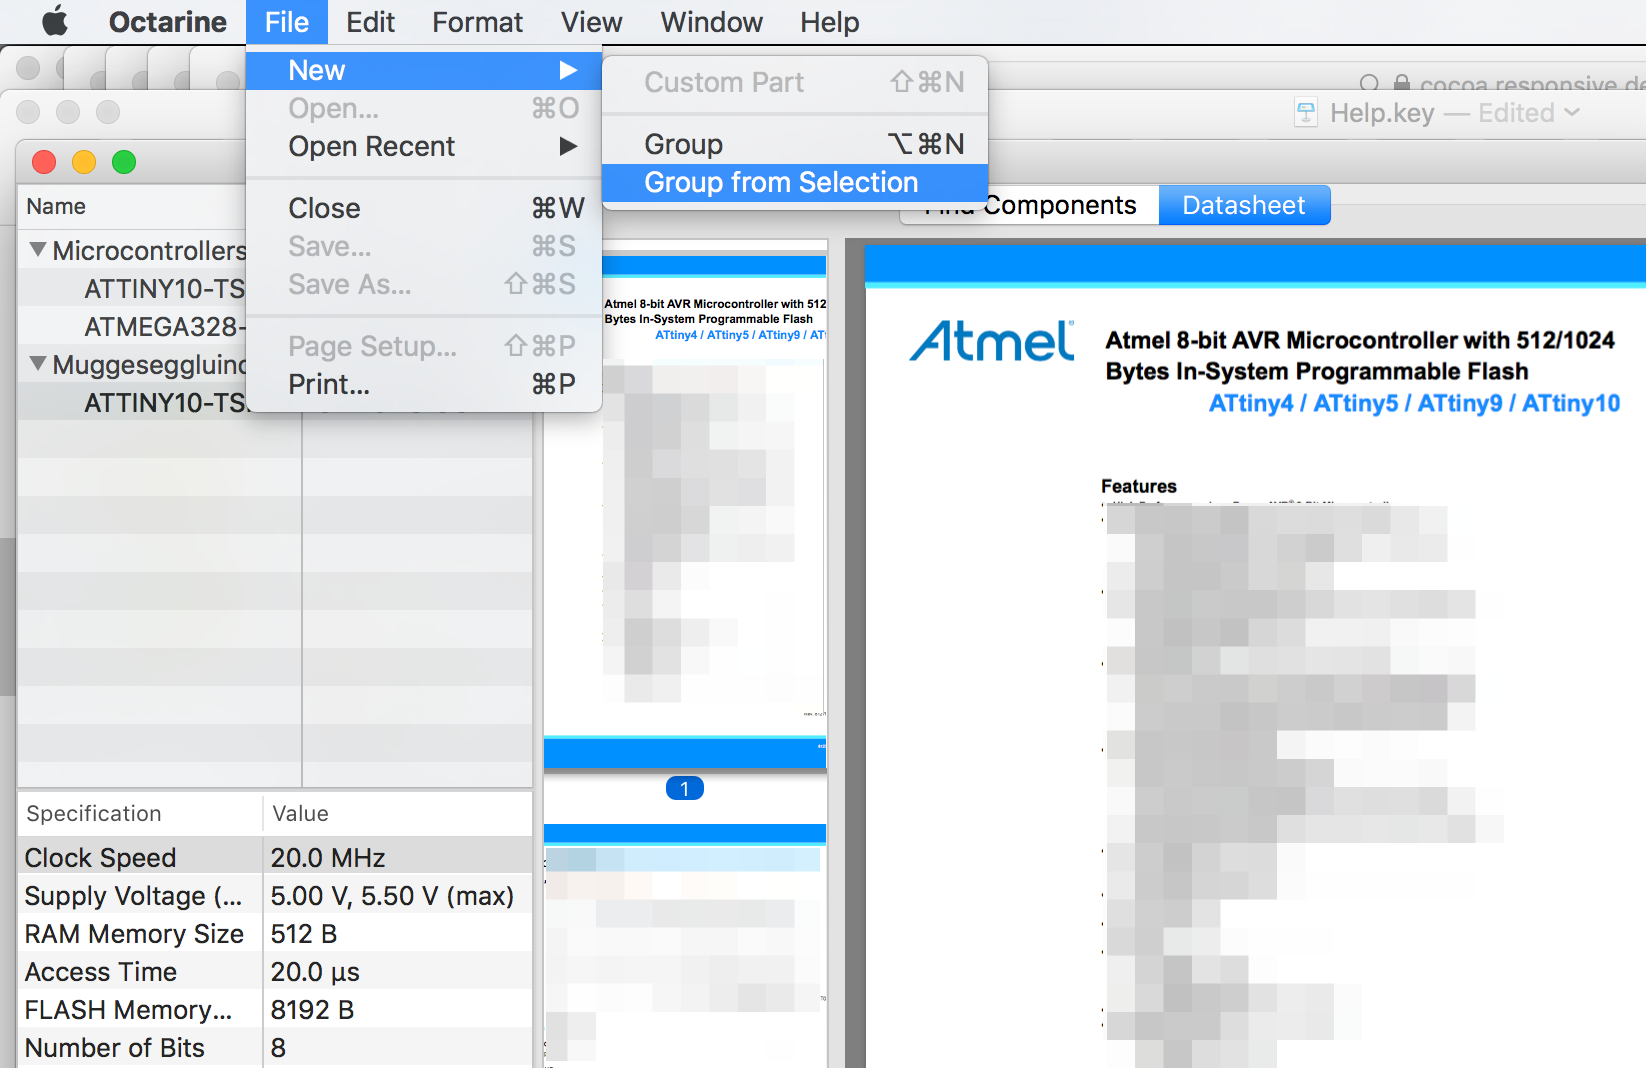 Octarine File Edit Format View Window Help
New
Open... ⌘O
Open Recent
Close ⌘W
Save... ⌘S
Save As... ⇧⌘S
Page Setup... ⇧⌘P
Print... ⌘P
Custom Part ⇧⌘N
Group ⌥⌘N
Group from Selection
Help.key — Edited
Components Datasheet
Name
Microcontrollers
ATTINY10-TS
ATMEGA328-
Muggeseggluind
ATTINY10-TS
Specification Value
Clock Speed 20.0 MHz
Supply Voltage (... 5.00 V, 5.50 V (max)
RAM Memory Size 512 B
Access Time 20.0 µs
FLASH Memory... 8192 B
Number of Bits 8
Atmel 8-bit AVR Microcontroller with 512
Bytes In-System Programmable Flash
ATtiny4 / ATtiny5 / ATtiny9 / AT
1
Atmel
Atmel 8-bit AVR Microcontroller with 512/1024
Bytes In-System Programmable Flash
ATtiny4 / ATtiny5 / ATtiny9 / ATtiny10
Features